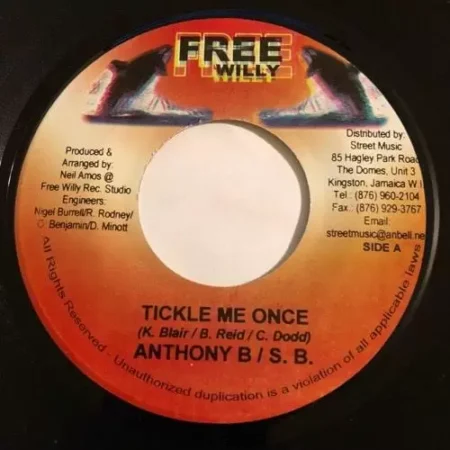 FREE
WILLY
Produced &
Arranged by:
Neil Amos @
Free Willy Rec. Studio
Engineers:
Nigel Burrell/R. Rodney/
C. Benjamin/D. Minott
Distributed by:
Street Music
85 Hagley Park Road
The Domes, Unit 3
Kingston, Jamaica W I
Tel: (876) 960-2104
Fax.: (876) 929-3767
Email:
streetmusic@anbell.ne
SIDE A
TICKLE ME ONCE
(K. Blair / B. Reid / C. Dodd)
ANTHONY B / S. B.
All Rights Reserved - Unauthorized duplication is a violation of all applicable laws